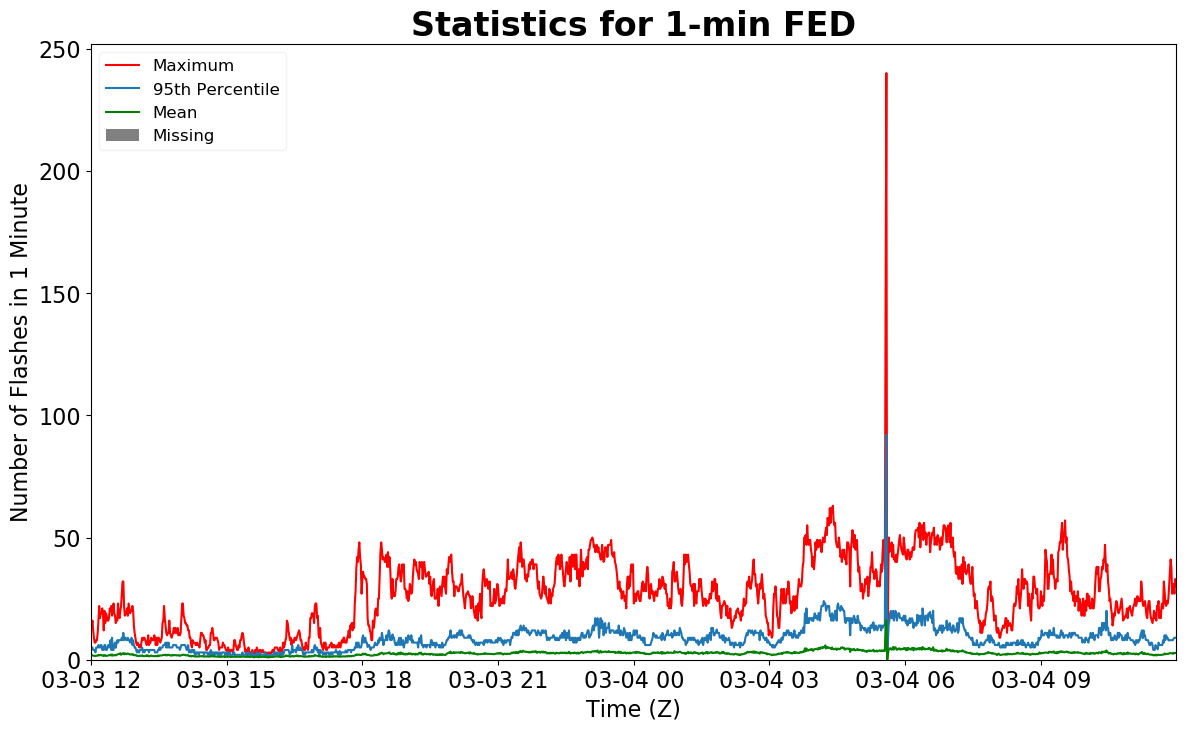 Statistics for 1-min FED
250
200
150
100
50
0
Number of Flashes in 1 Minute
Maximum
95th Percentile
Mean
Missing
03-03 12 03-03 15 03-03 18 03-03 21 03-04 00 03-04 03 03-04 06 03-04 09
Time (Z)